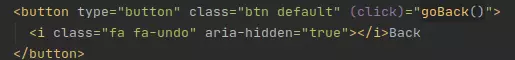 <button type="button" class="btn default" (click)="goBack()">
<i class="fa fa-undo" aria-hidden="true"></i>Back
</button>